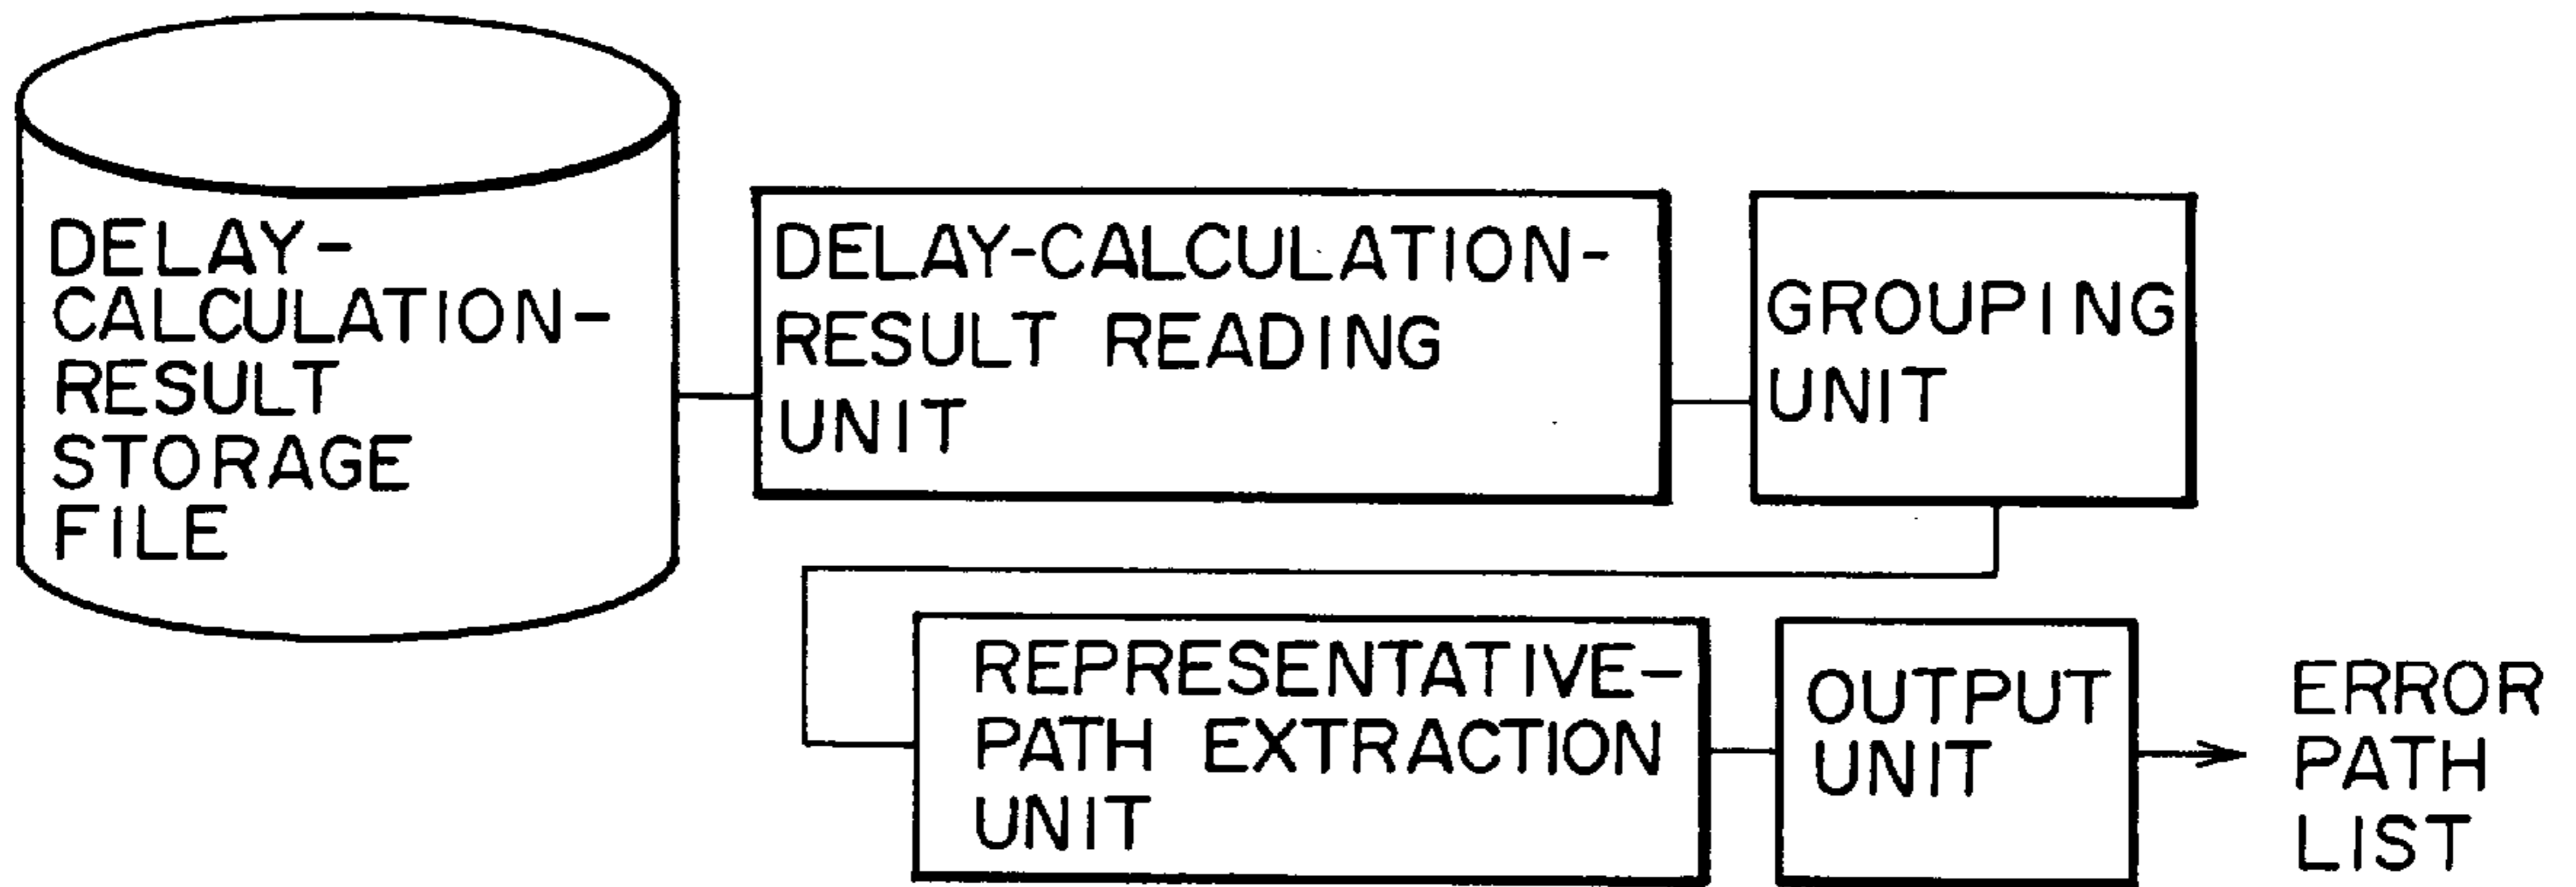 DELAY-
CALCULATION-
RESULT
STORAGE
FILE
DELAY-CALCULATION-
RESULT READING
UNIT
GROUPING
UNIT
REPRESENTATIVE-
PATH EXTRACTION
UNIT
OUTPUT
UNIT
ERROR
PATH
LIST